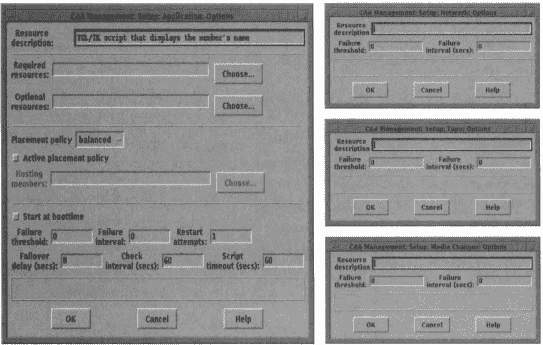 CAA Management: Setup: Application: Options
Resource description: TCL/TK script that displays the member's name
Required resources: Choose...
Optional resources: Choose...
Placement policy balanced
Active placement policy
Hosting members: Choose...
Start at boottime
Failure threshold: 0 Failure interval: 0 Restart attempts: 1
Failover delay (secs): 0 Check interval (secs): 60 Script timeout (secs): 60
OK Cancel Help
CAA Management: Setup: Network: Options
Resource description
Failure threshold: 0 Failure interval (secs): 0
OK Cancel Help
CAA Management: Setup: Tape: Options
Resource description
Failure threshold: 0 Failure interval (secs): 0
OK Cancel Help
CAA Management: Setup: Media Changer: Options
Resource description
Failure threshold: 0 Failure interval (secs): 0
OK Cancel Help